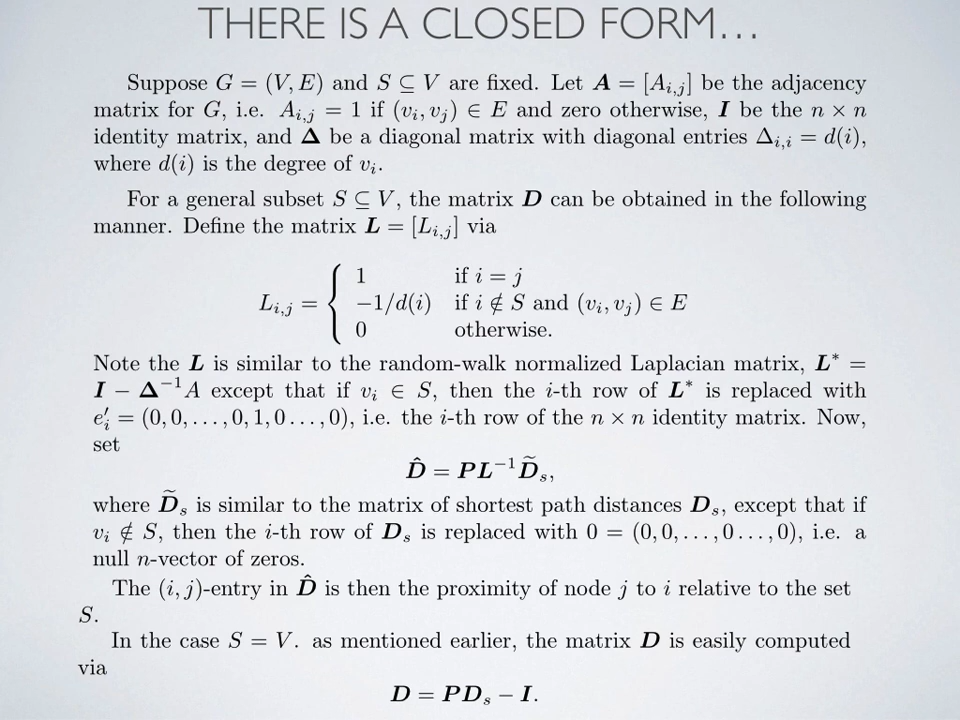 THERE IS A CLOSED FORM...
Suppose G = (V, E) and S ⊆ V are fixed. Let A = [A_{i,j}] be the adjacency
matrix for G, i.e. A_{i,j} = 1 if (v_i, v_j) ∈ E and zero otherwise, I be the n × n
identity matrix, and Δ be a diagonal matrix with diagonal entries Δ_{i,i} = d(i),
where d(i) is the degree of v_i.
For a general subset S ⊆ V, the matrix D can be obtained in the following
manner. Define the matrix L = [L_{i,j}] via
L_{i,j} = { 1 if i = j
−1/d(i) if i ∉ S and (v_i, v_j) ∈ E
0 otherwise.
Note the L is similar to the random-walk normalized Laplacian matrix, L* =
I − Δ^{−1}A except that if v_i ∈ S, then the i-th row of L* is replaced with
e′_i = (0, 0, . . . , 0, 1, 0 . . . , 0), i.e. the i-th row of the n × n identity matrix. Now,
set
D̂ = PL^{−1}D̃_s,
where D̃_s is similar to the matrix of shortest path distances D_s, except that if
v_i ∉ S, then the i-th row of D_s is replaced with 0 = (0, 0, . . . , 0 . . . , 0), i.e. a
null n-vector of zeros.
The (i, j)-entry in D̂ is then the proximity of node j to i relative to the set
S.
In the case S = V. as mentioned earlier, the matrix D is easily computed
via
D = PD_s − I.